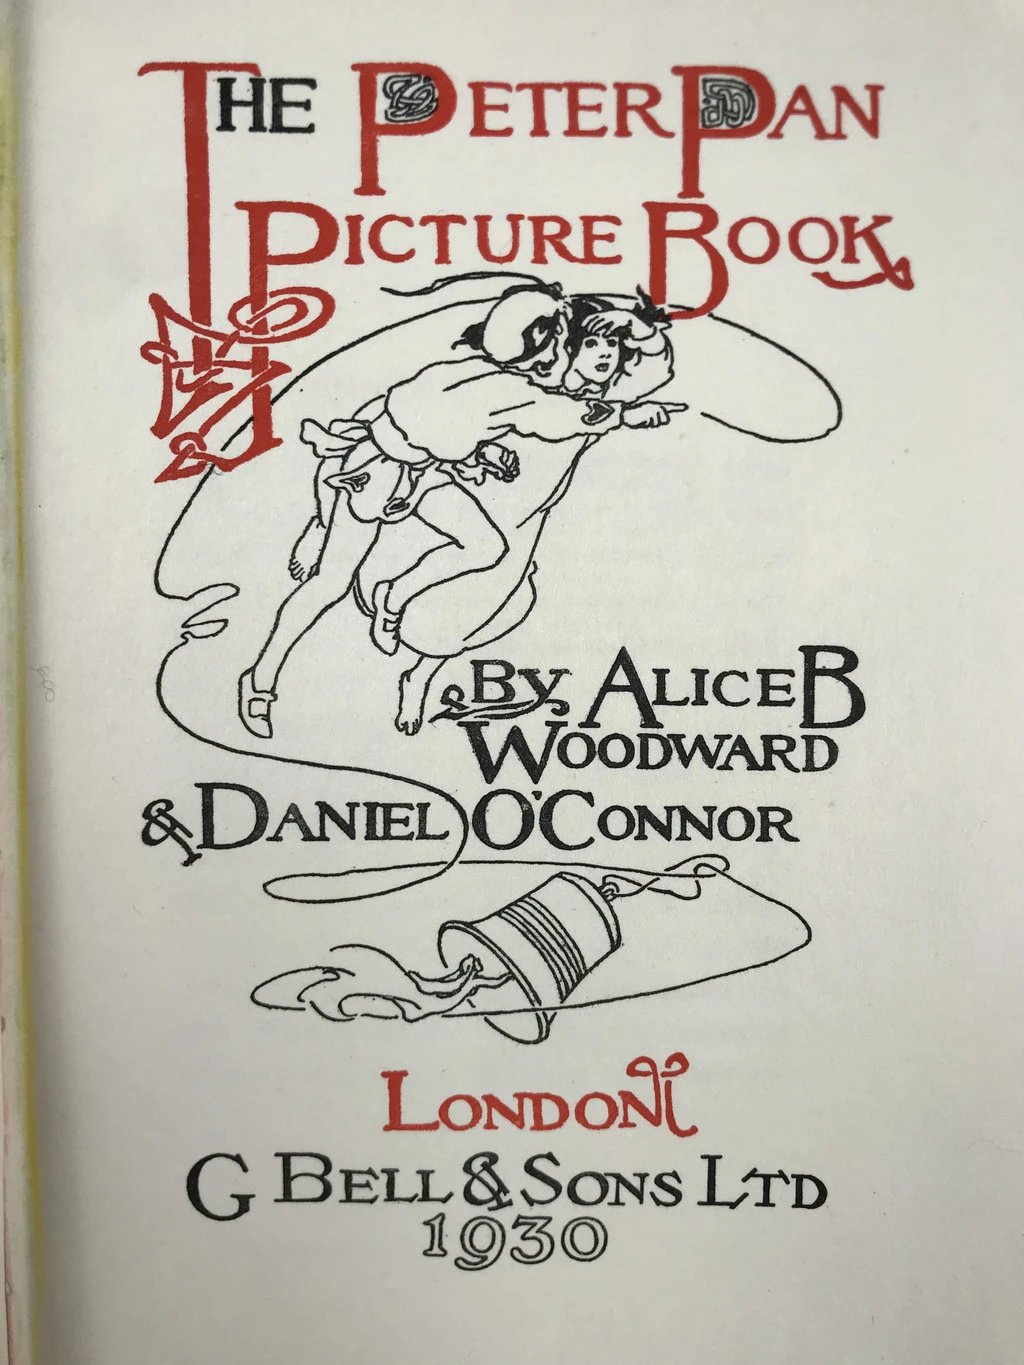 THE PETER PAN
PICTURE BOOK
BY ALICE B
WOODWARD
& DANIEL O'CONNOR
LONDON
G BELL & SONS LTD
1930